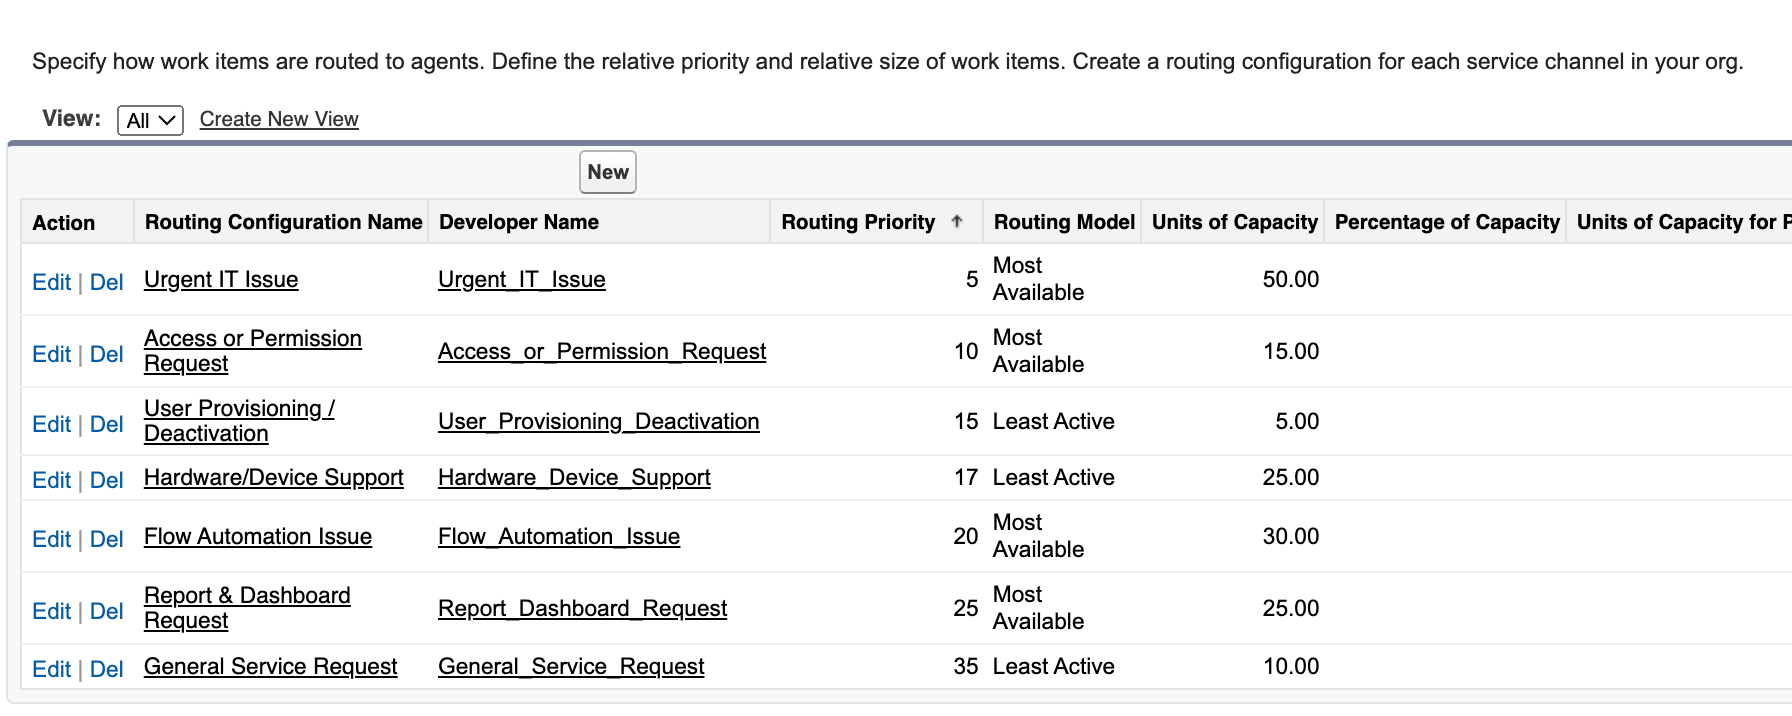 Specify how work items are routed to agents. Define the relative priority and relative size of work items. Create a routing configuration for each service channel in your org.
View: All Create New View
New
Action Routing Configuration Name Developer Name Routing Priority ↑ Routing Model Units of Capacity Percentage of Capacity Units of Capacity for P
Edit | Del Urgent IT Issue Urgent_IT_Issue 5 Most Available 50.00
Edit | Del Access or Permission Request Access_or_Permission_Request 10 Most Available 15.00
Edit | Del User Provisioning / Deactivation User_Provisioning_Deactivation 15 Least Active 5.00
Edit | Del Hardware/Device Support Hardware_Device_Support 17 Least Active 25.00
Edit | Del Flow Automation Issue Flow_Automation_Issue 20 Most Available 30.00
Edit | Del Report & Dashboard Request Report_Dashboard_Request 25 Most Available 25.00
Edit | Del General Service Request General_Service_Request 35 Least Active 10.00